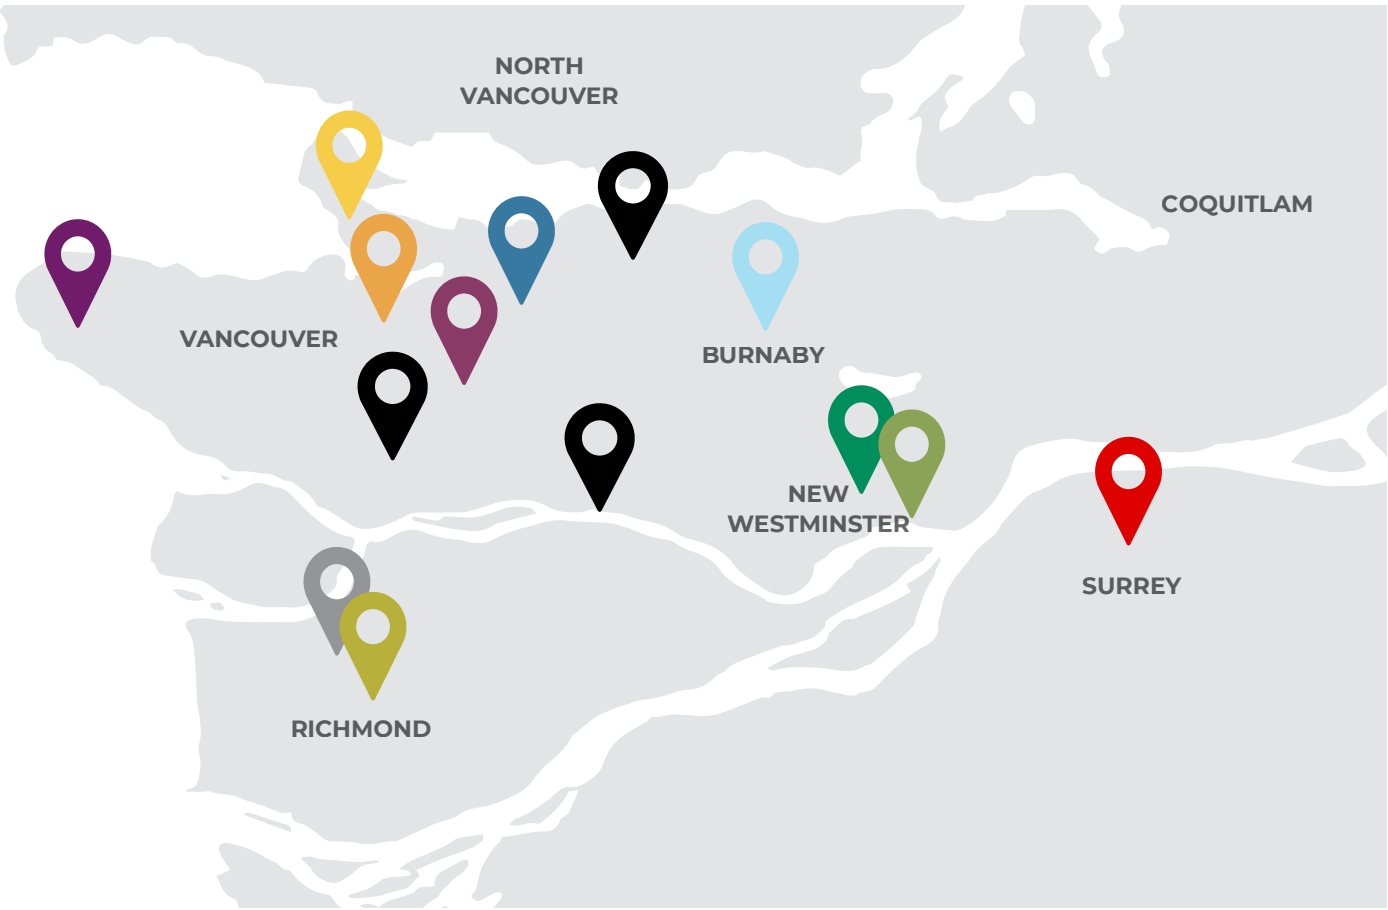 NORTH
VANCOUVER
COQUITLAM
VANCOUVER
BURNABY
NEW
WESTMINSTER
SURREY
RICHMOND